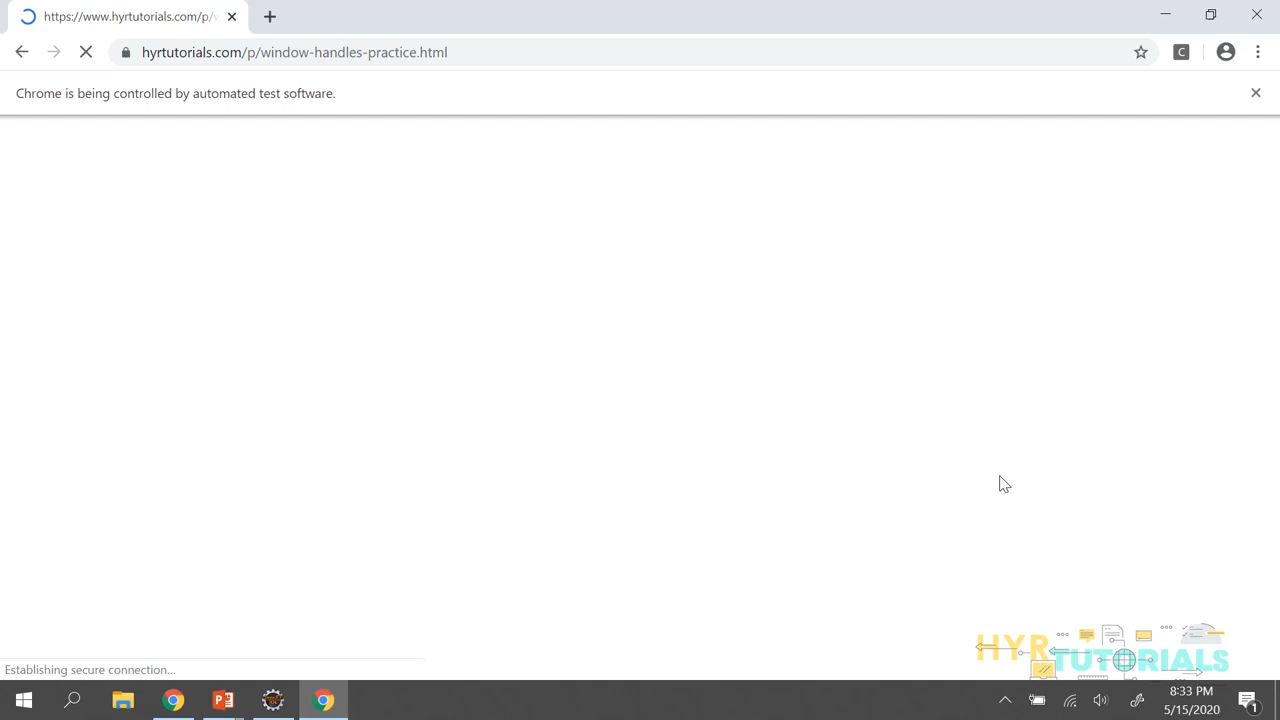 https://www.hyrtutorials.com/p/w
hyrtutorials.com/p/window-handles-practice.html
C
Chrome is being controlled by automated test software.
HYR
TUTORIALS
Establishing secure connection...
8:33 PM
5/15/2020
1